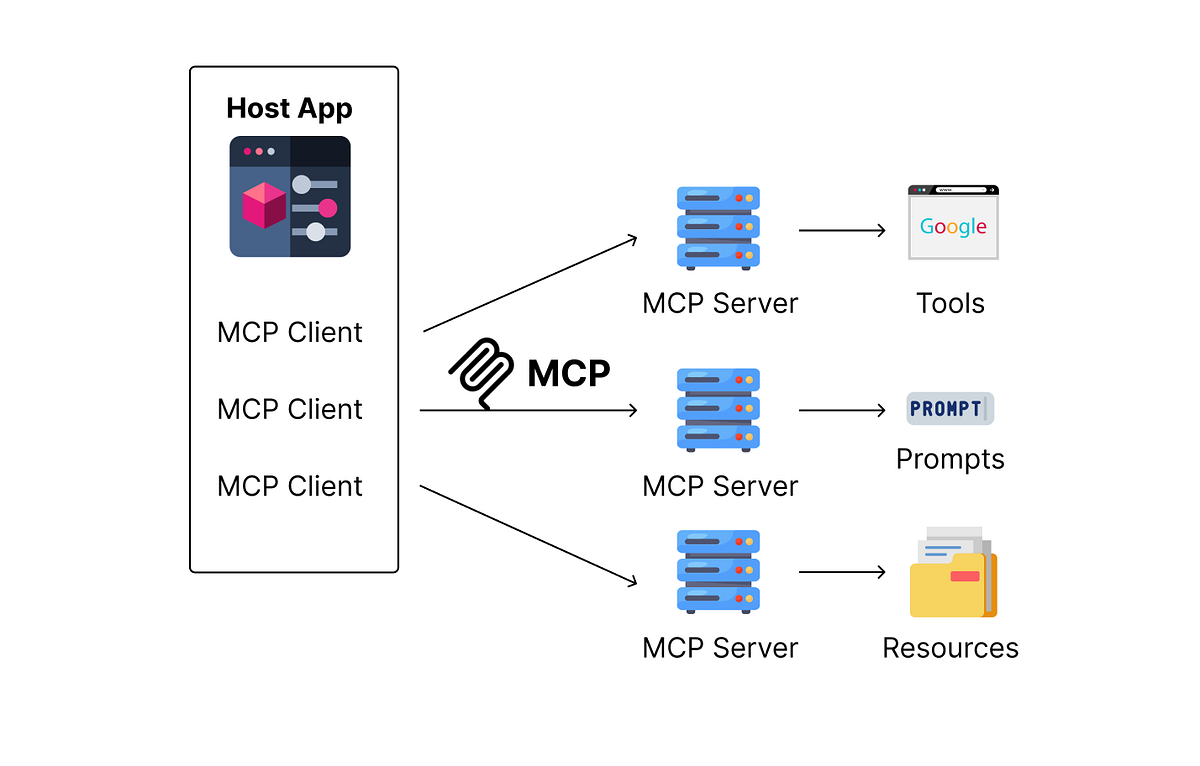 Host App
MCP Client
MCP Client
MCP Client
MCP
MCP Server
MCP Server
MCP Server
www
Google
Tools
PROMPT
Prompts
Resources